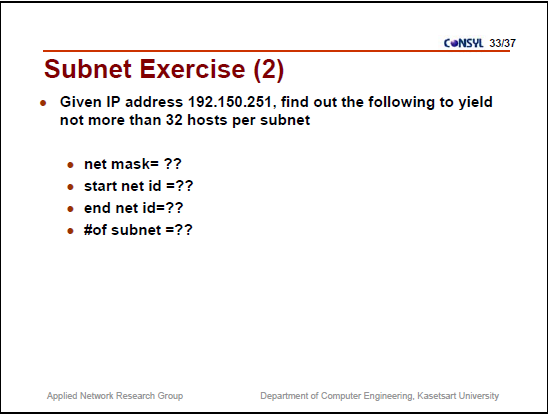 CONSYL 33/37
Subnet Exercise (2)
• Given IP address 192.150.251, find out the following to yield
not more than 32 hosts per subnet
• net mask= ??
• start net id =??
• end net id=??
• #of subnet =??
Applied Network Research Group Department of Computer Engineering, Kasetsart University